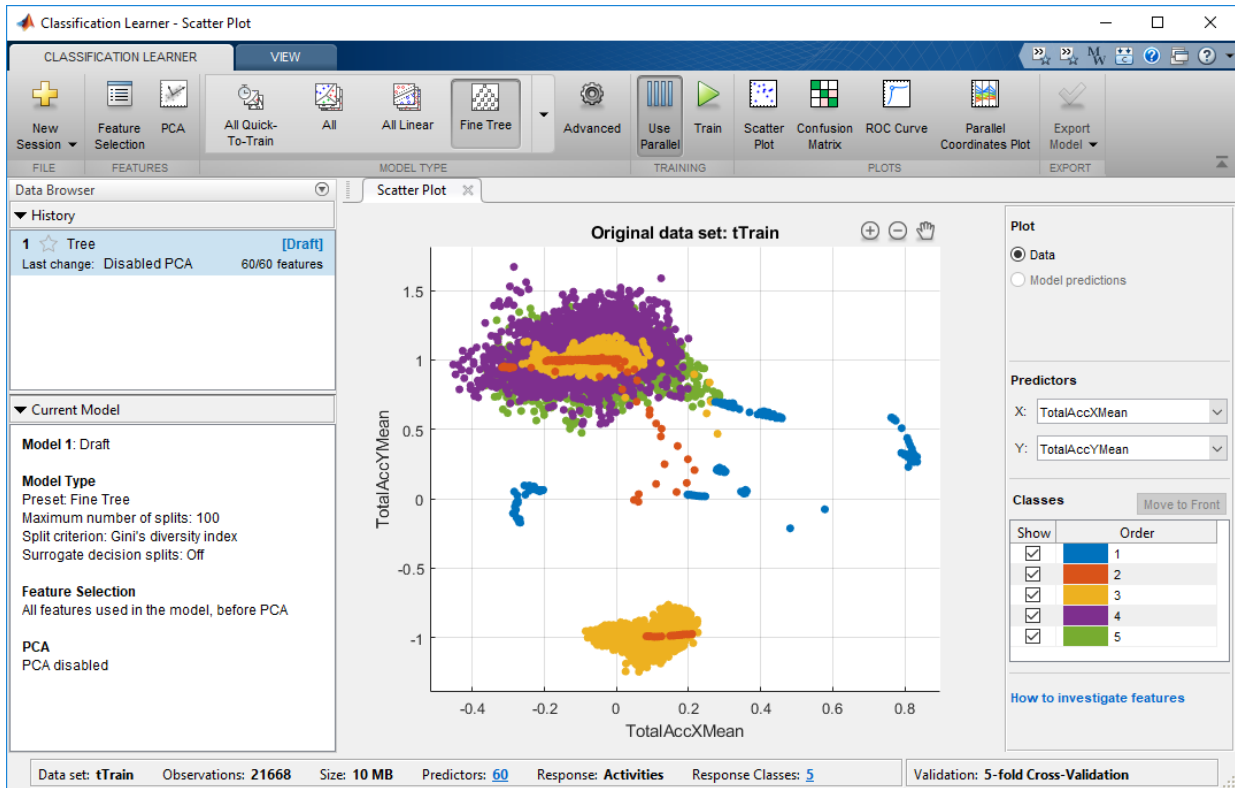 Classification Learner - Scatter Plot
CLASSIFICATION LEARNER VIEW
New Session
Feature Selection
PCA
All Quick-To-Train
All
All Linear
Fine Tree
Advanced
Use Parallel
Train
Scatter Plot
Confusion Matrix
ROC Curve
Parallel Coordinates Plot
Export Model
FILE FEATURES MODEL TYPE TRAINING PLOTS EXPORT
Data Browser
History
1 Tree [Draft]
Last change: Disabled PCA 60/60 features
Current Model
Model 1: Draft
Model Type
Preset: Fine Tree
Maximum number of splits: 100
Split criterion: Gini's diversity index
Surrogate decision splits: Off
Feature Selection
All features used in the model, before PCA
PCA
PCA disabled
Scatter Plot
Original data set: tTrain
1.5
1
0.5
0
-0.5
-1
TotalAccYMean
-0.4 -0.2 0 0.2 0.4 0.6 0.8
TotalAccXMean
Plot
Data
Model predictions
Predictors
X: TotalAccXMean
Y: TotalAccYMean
Classes Move to Front
Show Order
1
2
3
4
5
How to investigate features
Data set: tTrain Observations: 21668 Size: 10 MB Predictors: 60 Response: Activities Response Classes: 5 Validation: 5-fold Cross-Validation